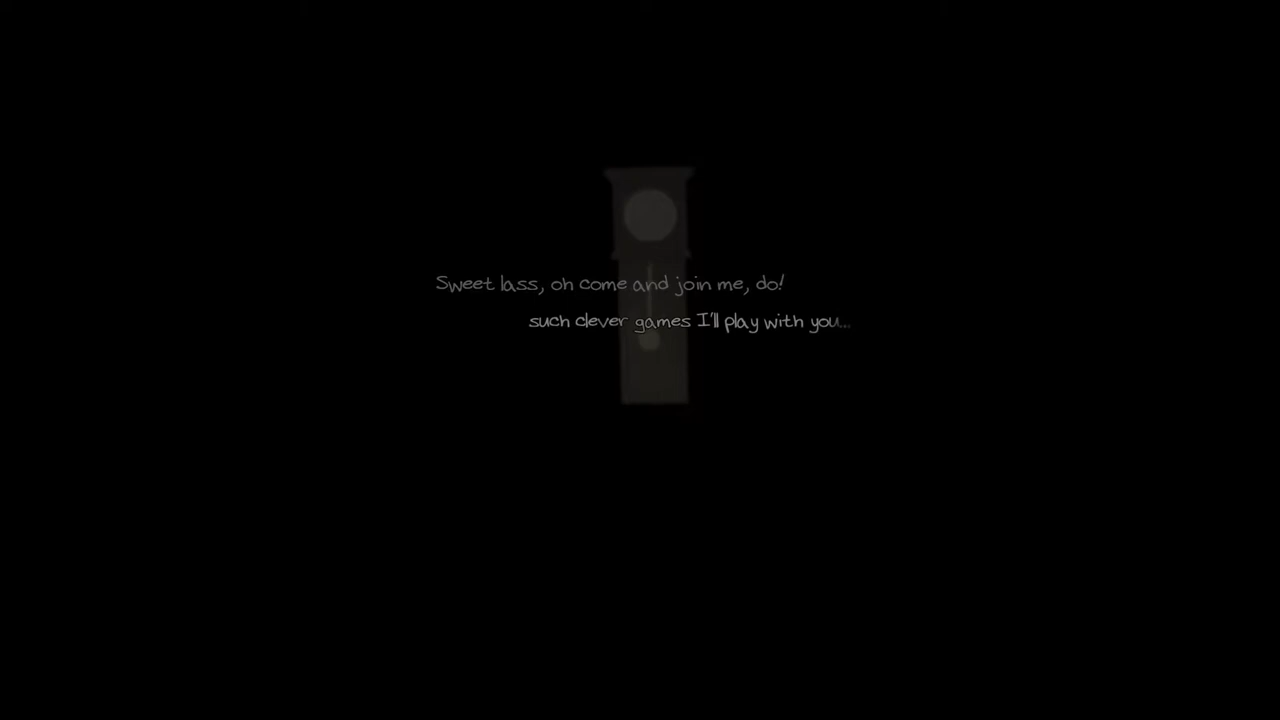 Sweet lass, oh come and join me, do!
such clever games I'll play with you...